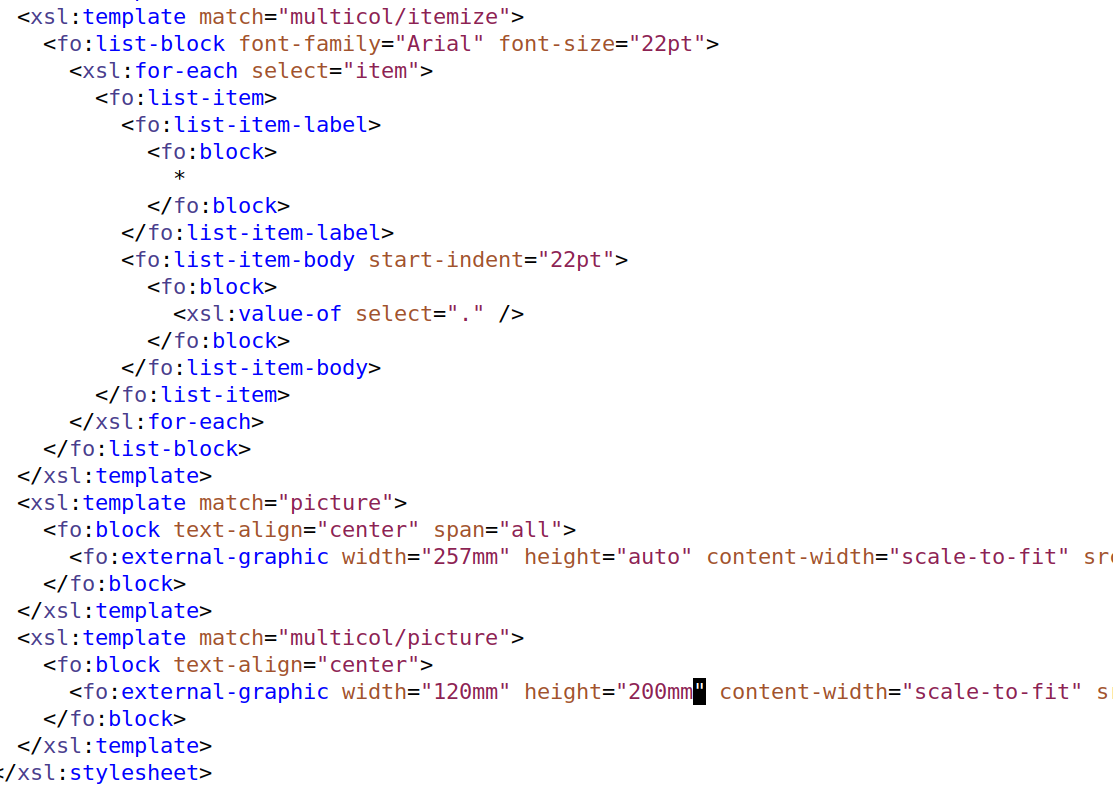 <xsl:template match="multicol/itemize">
<fo:list-block font-family="Arial" font-size="22pt">
<xsl:for-each select="item">
<fo:list-item>
<fo:list-item-label>
<fo:block>
*
</fo:block>
</fo:list-item-label>
<fo:list-item-body start-indent="22pt">
<fo:block>
<xsl:value-of select="." />
</fo:block>
</fo:list-item-body>
</fo:list-item>
</xsl:for-each>
</fo:list-block>
</xsl:template>
<xsl:template match="picture">
<fo:block text-align="center" span="all">
<fo:external-graphic width="257mm" height="auto" content-width="scale-to-fit"
</fo:block>
</xsl:template>
<xsl:template match="multicol/picture">
<fo:block text-align="center">
<fo:external-graphic width="120mm" height="200mm" content-width="scale-to-fit"
</fo:block>
</xsl:template>
</xsl:stylesheet>